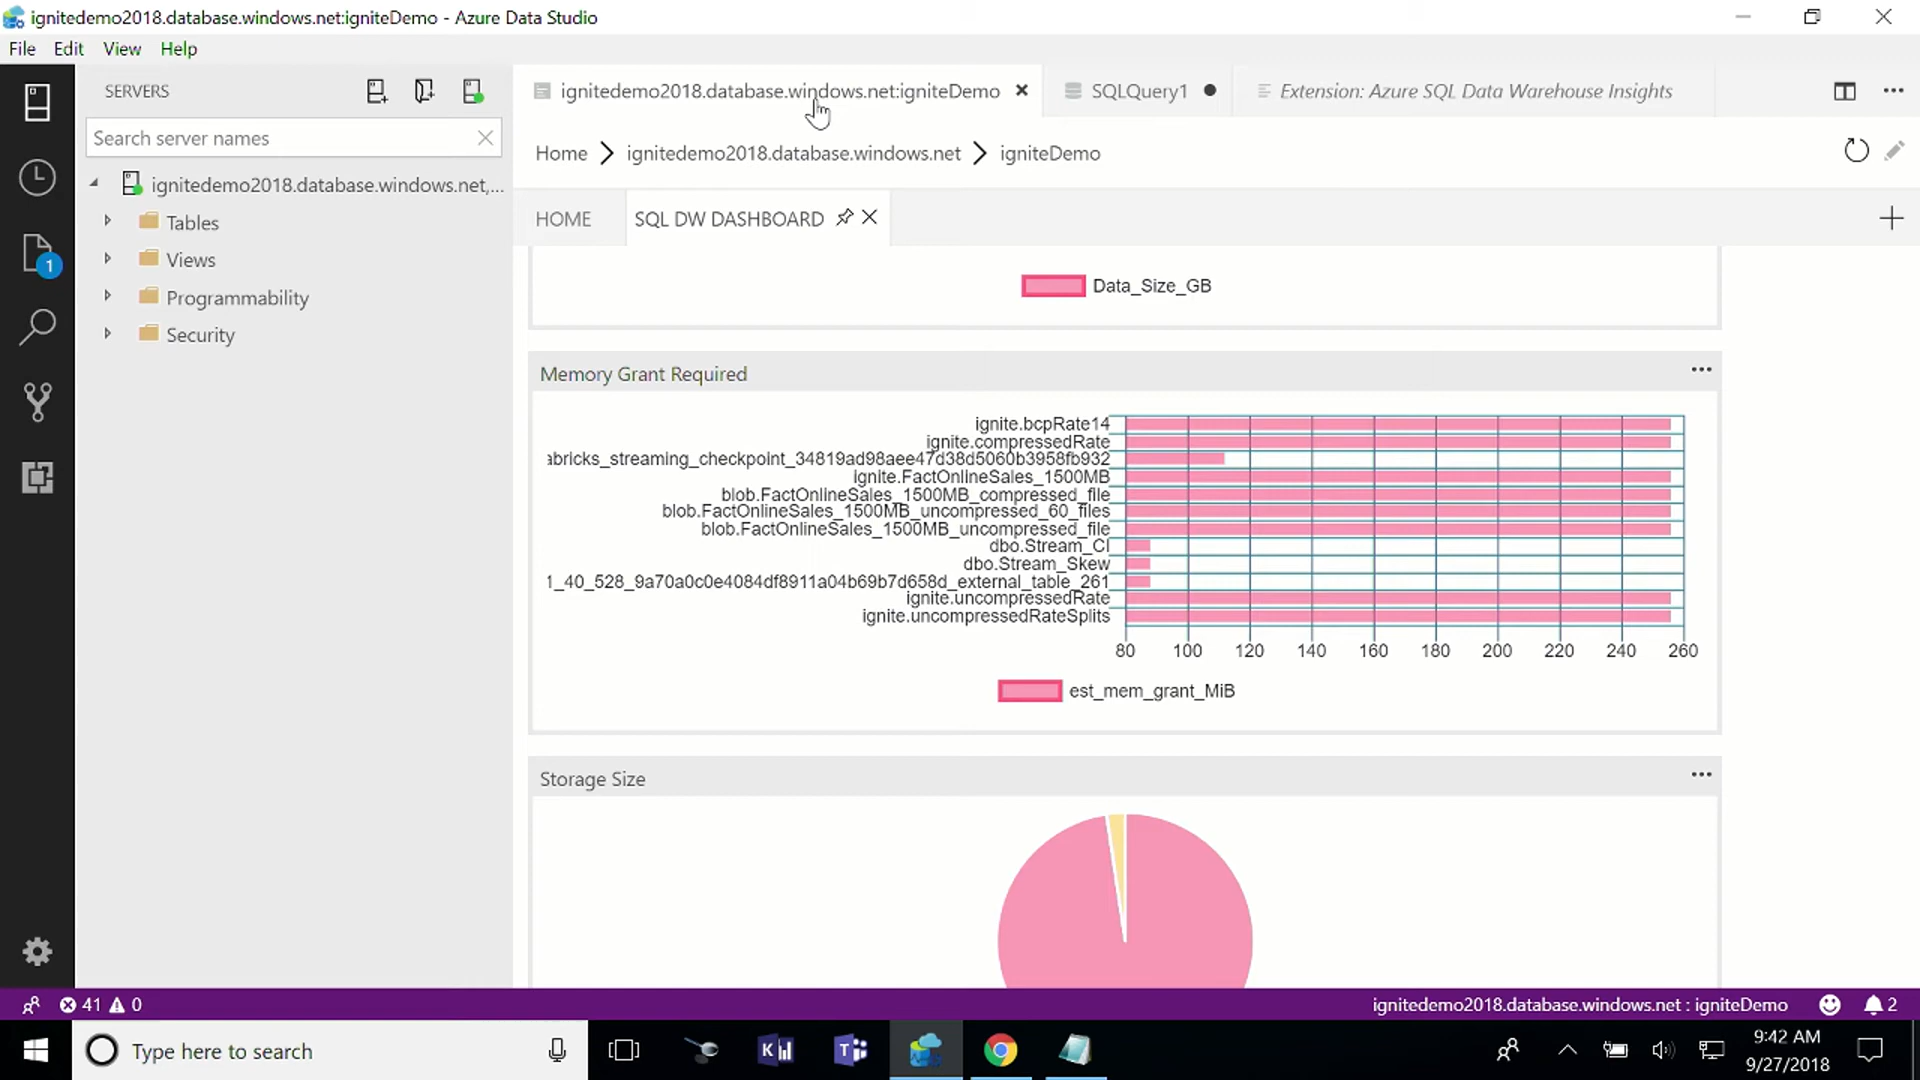 ignitedemo2018.database.windows.net:igniteDemo - Azure Data Studio
File Edit View Help
SERVERS
Search server names
ignitedemo2018.database.windows.net,...
Tables
Views
Programmability
Security
1
ignitedemo2018.database.windows.net:igniteDemo
SQLQuery1
Extension: Azure SQL Data Warehouse Insights
Home > ignitedemo2018.database.windows.net > igniteDemo
HOME
SQL DW DASHBOARD
Data_Size_GB
Memory Grant Required
ignite.bcpRate14
ignite.compressedRate
abricks_streaming_checkpoint_34819ad98aee47d38d5060b3958fb932
ignite.FactOnlineSales_1500MB
blob.FactOnlineSales_1500MB_compressed_file
blob.FactOnlineSales_1500MB_uncompressed_60_files
blob.FactOnlineSales_1500MB_uncompressed_file
dbo.Stream_CI
dbo.Stream_Skew
1_40_528_9a70a0c0e4084df8911a04b69b7d658d_external_table_261
ignite.uncompressedRate
ignite.uncompressedRateSplits
80 100 120 140 160 180 200 220 240 260
est_mem_grant_MiB
Storage Size
41 0
ignitedemo2018.database.windows.net : igniteDemo
2
Type here to search
9:42 AM
9/27/2018